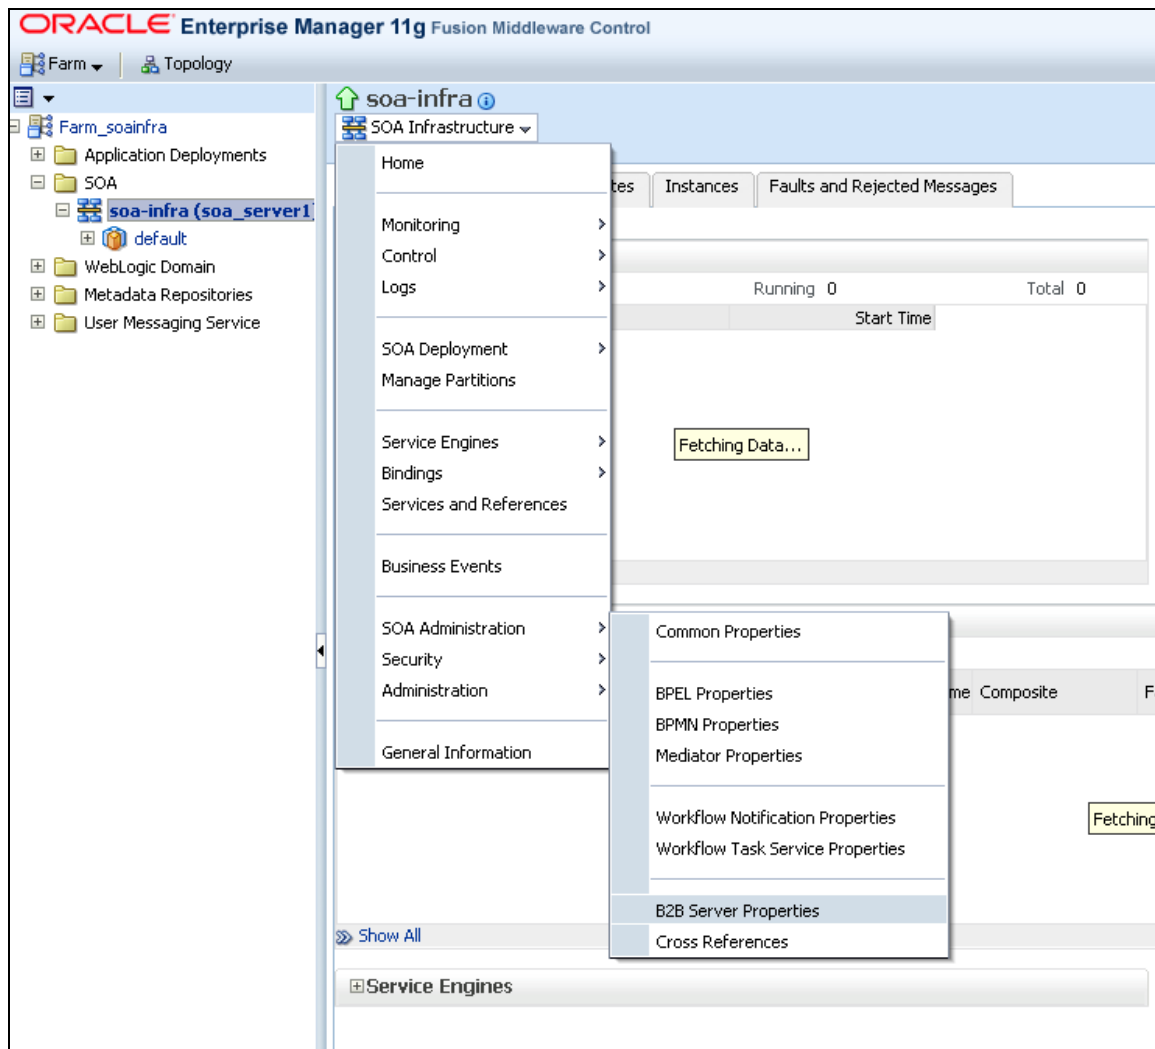 ORACLE Enterprise Manager 11g Fusion Middleware Control
Farm
Topology
Farm_soainfra
Application Deployments
SOA
soa-infra (soa_server1)
default
WebLogic Domain
Metadata Repositories
User Messaging Service
soa-infra
SOA Infrastructure
Home
Monitoring
Control
Logs
SOA Deployment
Manage Partitions
Service Engines
Bindings
Services and References
Business Events
SOA Administration
Security
Administration
General Information
Instances
Faults and Rejected Messages
Running 0
Total 0
Start Time
Fetching Data...
Common Properties
BPEL Properties
BPMN Properties
Mediator Properties
Workflow Notification Properties
Workflow Task Service Properties
B2B Server Properties
Cross References
Composite
Fetching
Show All
Service Engines